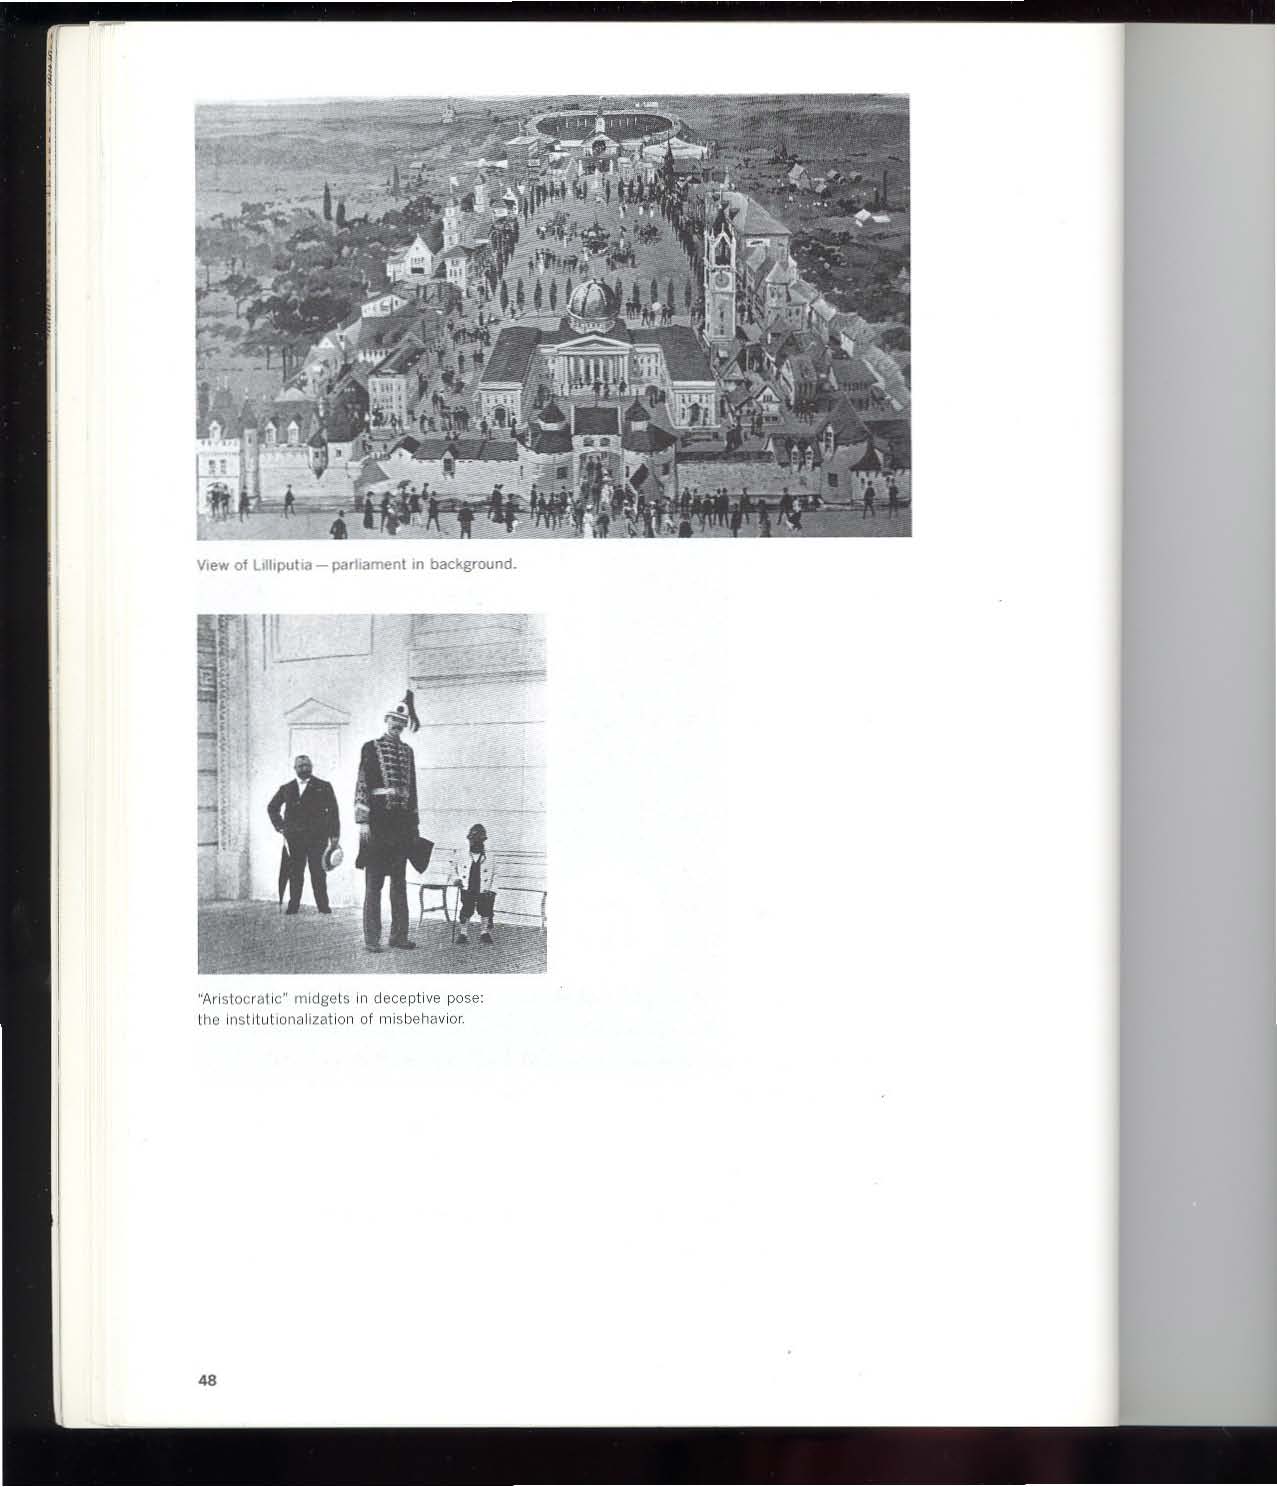 View of Lilliputia — parliament in background.
"Aristocratic" midgets in deceptive pose:
the institutionalization of misbehavior.
48